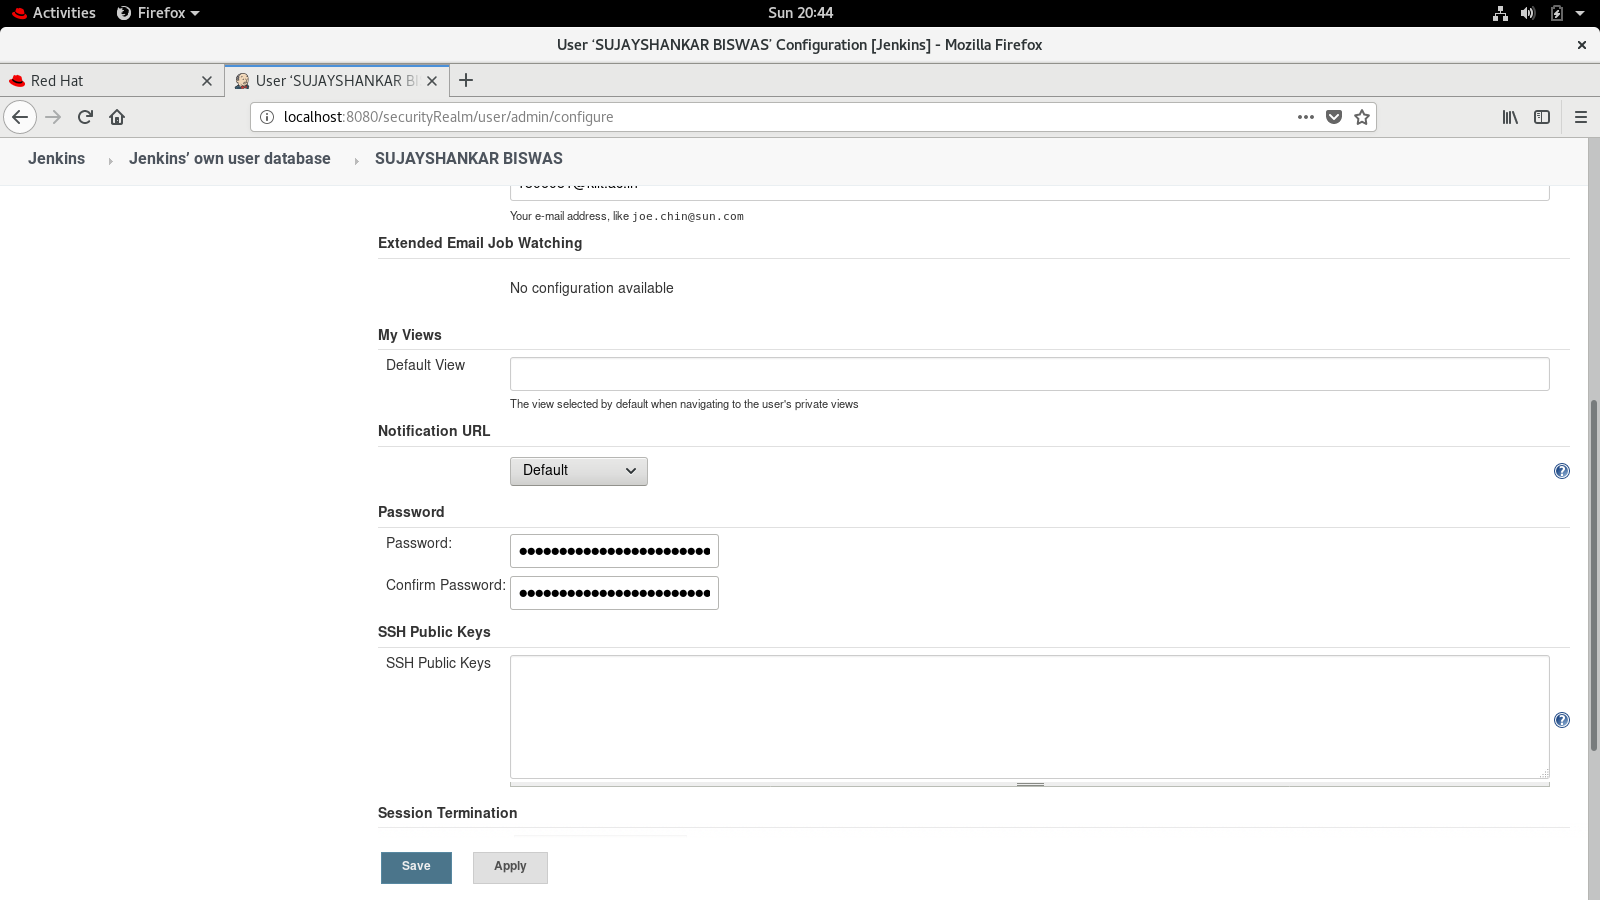 Activities Firefox Sun 20:44
User ‘SUJAYSHANKAR BISWAS’ Configuration [Jenkins] - Mozilla Firefox
Red Hat User ‘SUJAYSHANKAR BI
localhost:8080/securityRealm/user/admin/configure
Jenkins Jenkins’ own user database SUJAYSHANKAR BISWAS
Your e-mail address, like joe.chin@sun.com
Extended Email Job Watching
No configuration available
My Views
Default View
The view selected by default when navigating to the user's private views
Notification URL
Default
Password
Password:
Confirm Password:
SSH Public Keys
SSH Public Keys
Session Termination
Save Apply